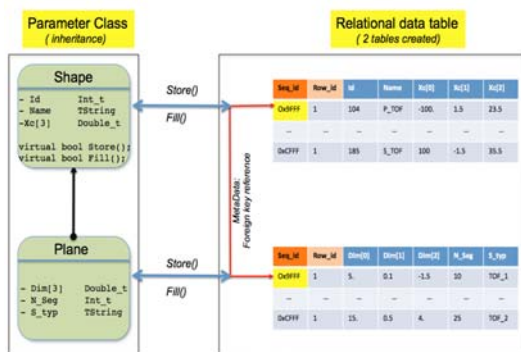 Parameter Class
( inheritance)
Relational data table
( 2 tables created)
Shape
- Id Int_t
- Name TString
-Xc[3] Double_t
virtual bool Store();
virtual bool Fill();
Store()
Fill()
Seq_id Row_id Id Name Xc[0] Xc[1] Xc[2]
0x9FFF 1 104 P_TOF -100. 1.5 23.5
... ... ... ... ... ...
0xCFFF 1 185 S_TOF 100 -1.5 35.5
MetaData:
Foreign key reference
Plane
- Dim[3] Double_t
- N_Seg Int_t
- S_typ TString
Store()
Fill()
Seq_id Row_id Dim[0] Dim[1] Dim[2] N_Seg S_typ
0x9FFF 1 5. 0.1 -1.5 10 TOF_1
... ... ... ... ... ...
0xCFFF 1 15. 0.5 4. 25 TOF_2